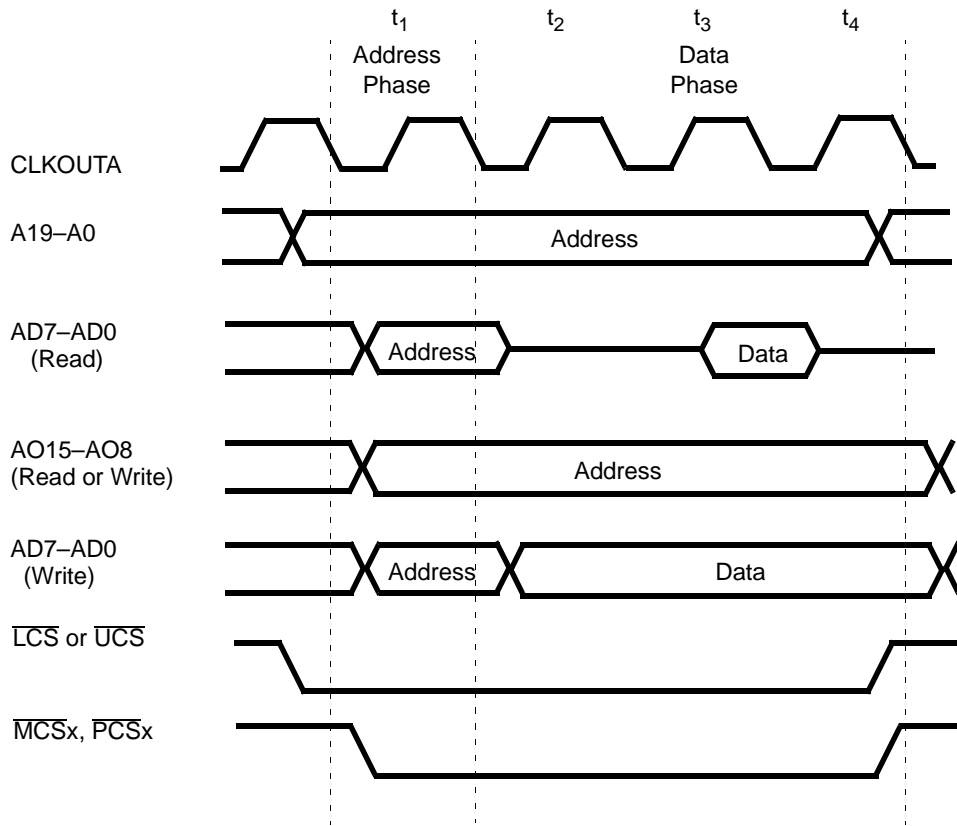 t1 t2 t3 t4
Address Phase
Data Phase
CLKOUTA
A19–A0
Address
AD7–AD0
(Read)
Address
Data
AO15–AO8
(Read or Write)
Address
AD7–AD0
(Write)
Address
Data
LCS or UCS
MCSx, PCSx